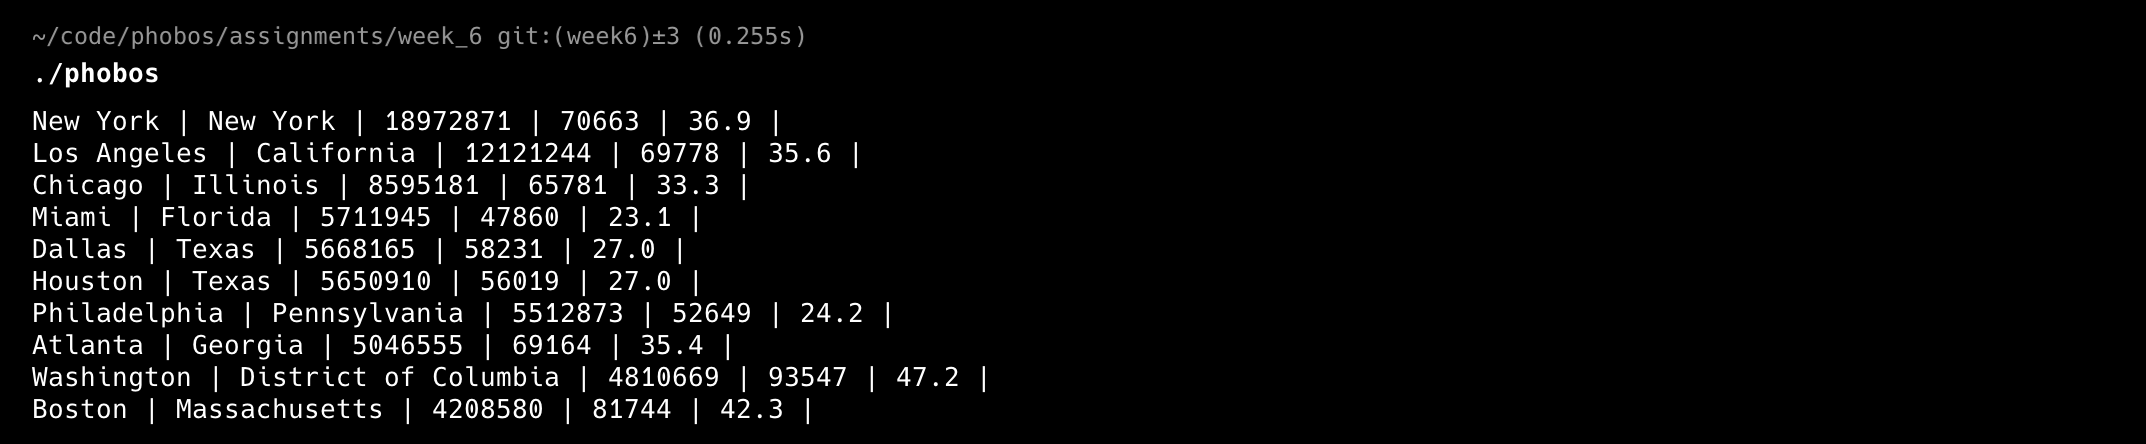 ~/code/phobos/assignments/week_6 git:(week6)±3 (0.255s)
./phobos
New York | New York | 18972871 | 70663 | 36.9 |
Los Angeles | California | 12121244 | 69778 | 35.6 |
Chicago | Illinois | 8595181 | 65781 | 33.3 |
Miami | Florida | 5711945 | 47860 | 23.1 |
Dallas | Texas | 5668165 | 58231 | 27.0 |
Houston | Texas | 5650910 | 56019 | 27.0 |
Philadelphia | Pennsylvania | 5512873 | 52649 | 24.2 |
Atlanta | Georgia | 5046555 | 69164 | 35.4 |
Washington | District of Columbia | 4810669 | 93547 | 47.2 |
Boston | Massachusetts | 4208580 | 81744 | 42.3 |